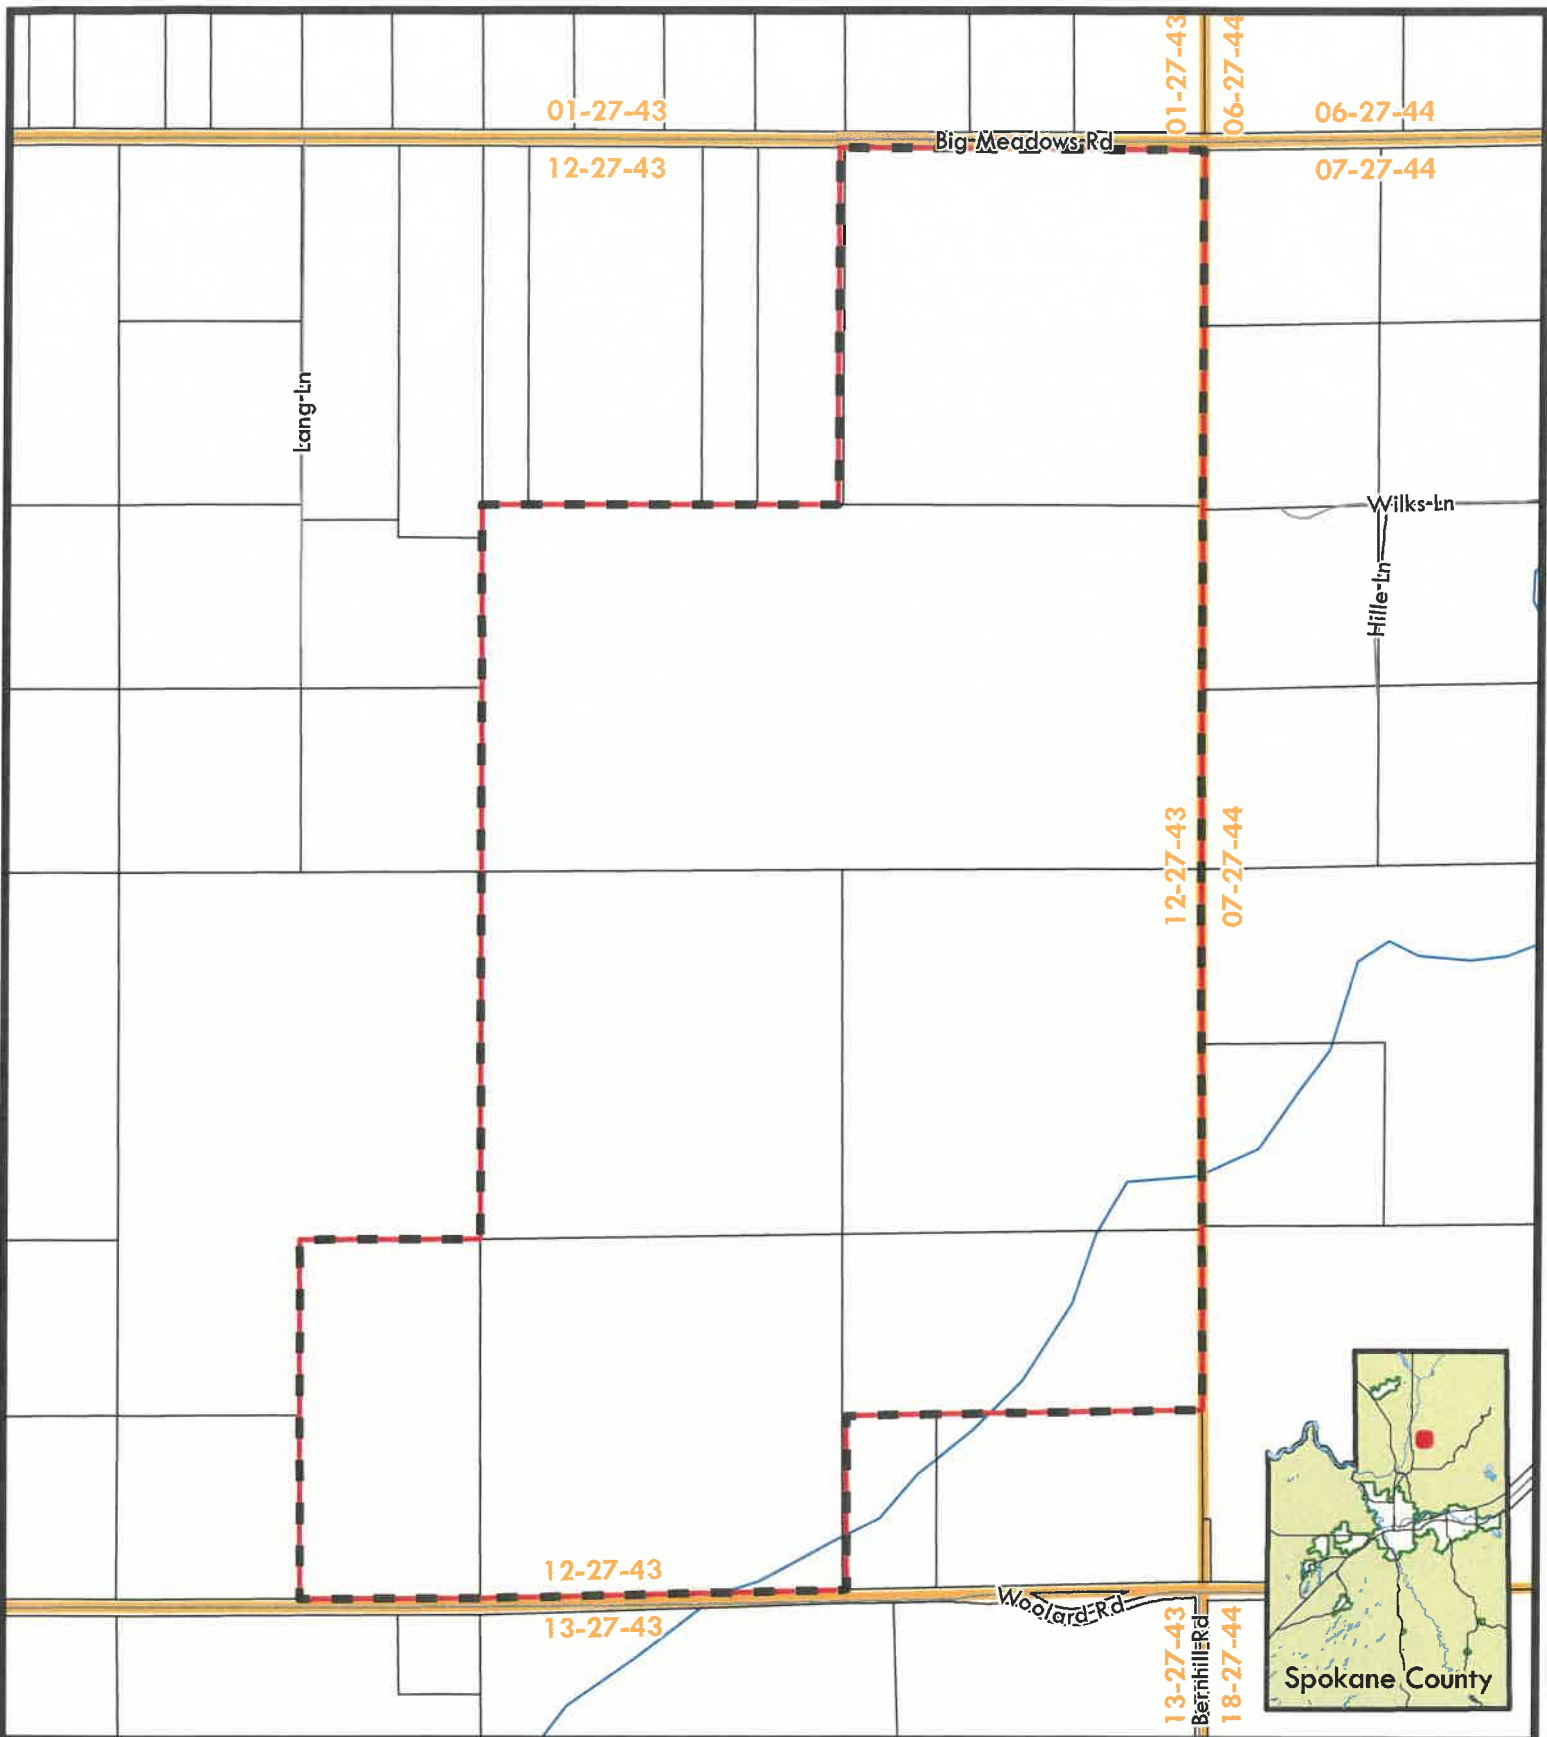 01-27-43
06-27-44
01-27-43
06-27-44
Big Meadows Rd
12-27-43
07-27-44
Lang Ln
Wilks Ln
Hille Ln
12-27-43
07-27-44
12-27-43
13-27-43
Woolard Rd
13-27-43
Bernhill Rd
18-27-44
Spokane County